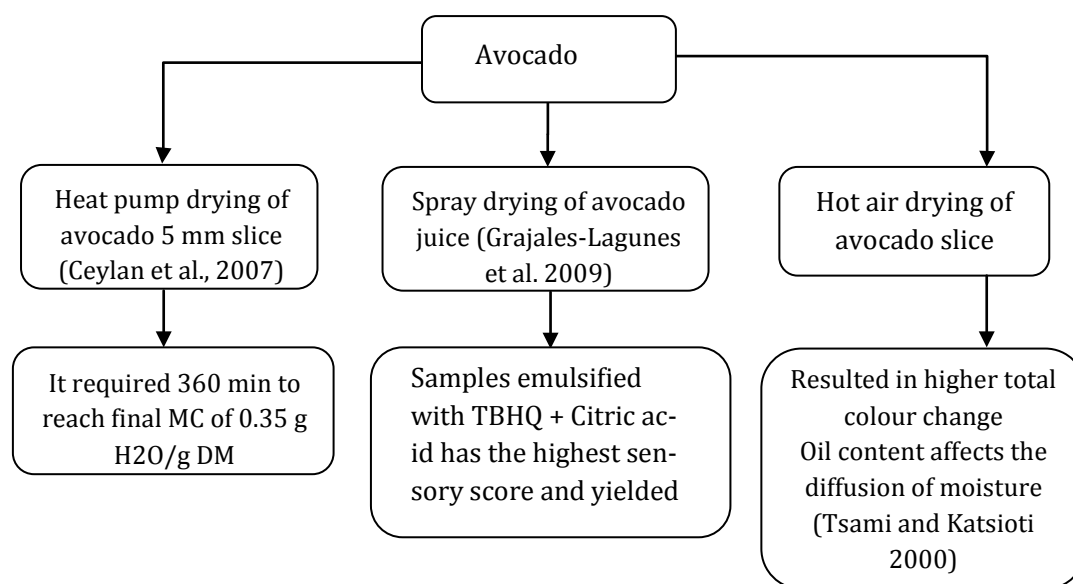 Avocado
Heat pump drying of
avocado 5 mm slice
(Ceylan et al., 2007)
Spray drying of avocado
juice (Grajales-Lagunes
et al. 2009)
Hot air drying of
avocado slice
It required 360 min to
reach final MC of 0.35 g
H2O/g DM
Samples emulsified
with TBHQ + Citric ac-
id has the highest sen-
sory score and yielded
Resulted in higher total
colour change
Oil content affects the
diffusion of moisture
(Tsami and Katsioti
2000)